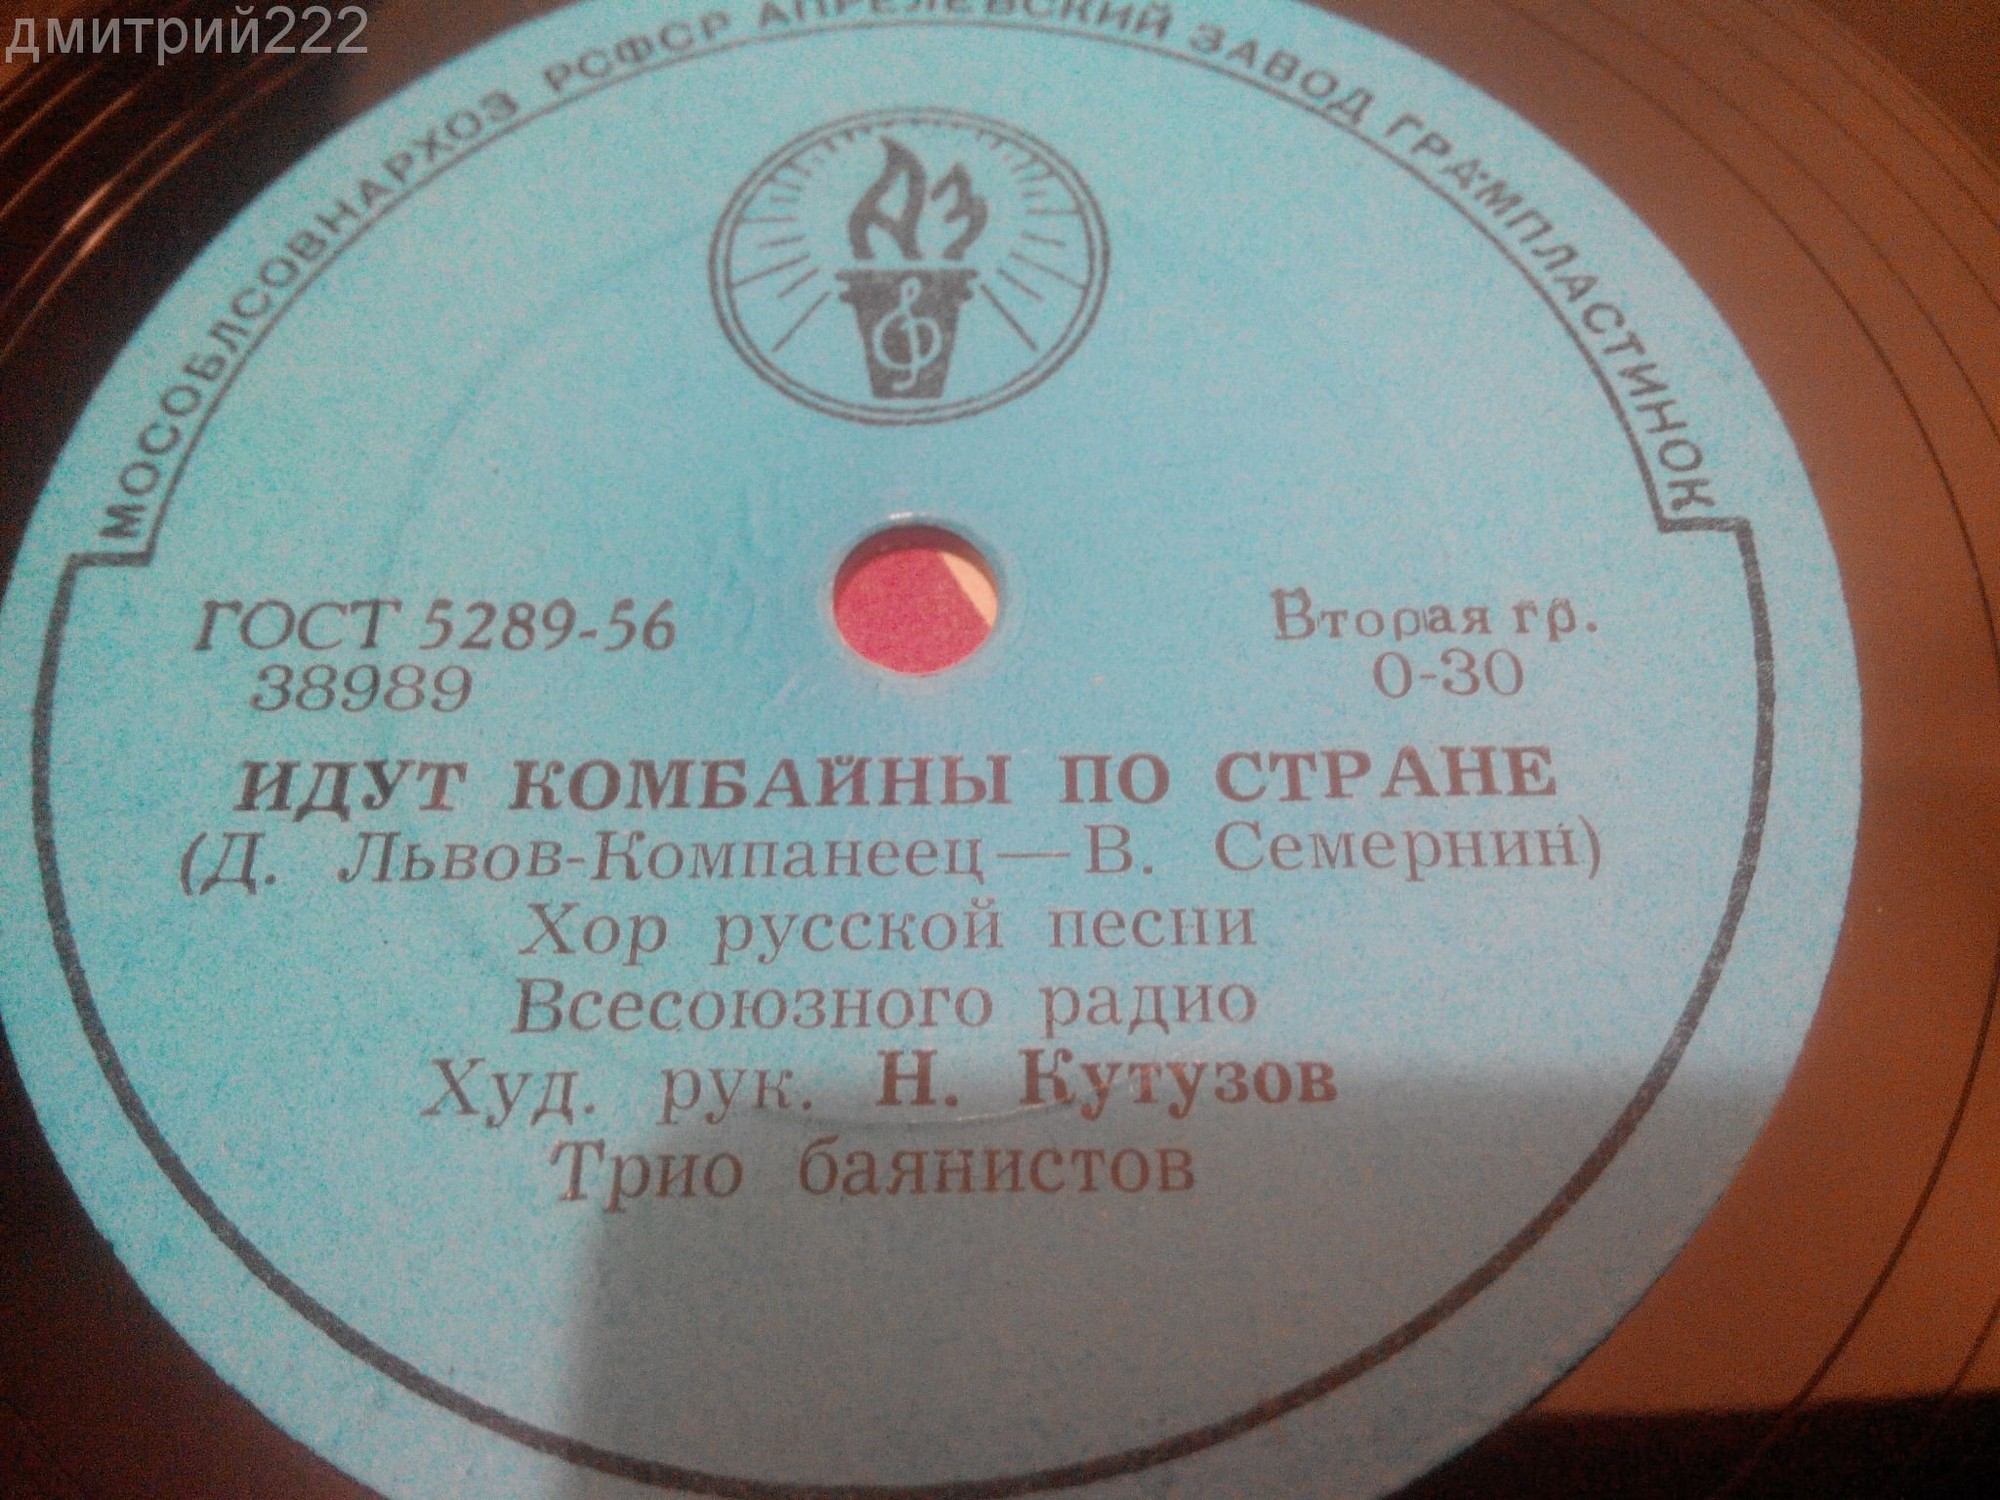 дмитрий222
МОСОБЛСОВНАРХОЗ РСФСР АПРЕЛЕВСКИЙ ЗАВОД ГРАМПЛАСТИНОК
АЗ
ГОСТ 5289-56
Вторая гр.
38989
0-30
ИДУТ КОМБАЙНЫ ПО СТРАНЕ
(Д. Львов-Компанеец—В. Семернин)
Хор русской песни
Всесоюзного радио
Худ. рук. Н. Кутузов
Трио баянистов